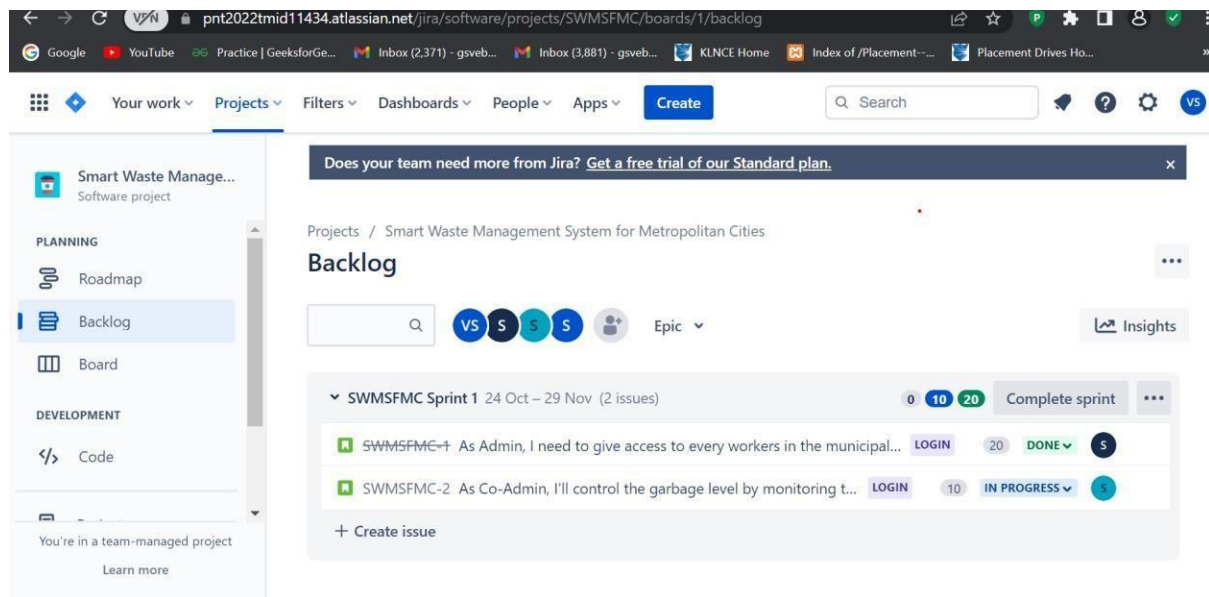 VPN pnt2022tmid11434.atlassian.net/jira/software/projects/SWMSFMC/boards/1/backlog P
Google YouTube Practice | GeeksforGe... Inbox (2,371) - gsveb... Inbox (3,881) - gsveb... KLNCE Home Index of /Placement--... Placement Drives Ho... »
Your work Projects Filters Dashboards People Apps Create Search VS
Does your team need more from Jira? Get a free trial of our Standard plan. ×
Smart Waste Manage...
Software project
PLANNING
Roadmap
Backlog
Board
DEVELOPMENT
Code
You're in a team-managed project
Learn more
Projects / Smart Waste Management System for Metropolitan Cities
Backlog
VS S S S Epic Insights
SWMSFMC Sprint 1 24 Oct – 29 Nov (2 issues) 0 10 20 Complete sprint
SWMSFMC-1 As Admin, I need to give access to every workers in the municipal... LOGIN 20 DONE S
SWMSFMC-2 As Co-Admin, I'll control the garbage level by monitoring t... LOGIN 10 IN PROGRESS S
+ Create issue